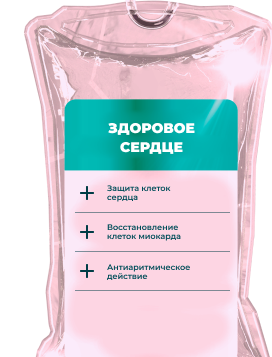 ЗДОРОВОЕ
СЕРДЦЕ
Защита клеток
сердца
Восстановление
клеток миокарда
Антиаритмическое
действие